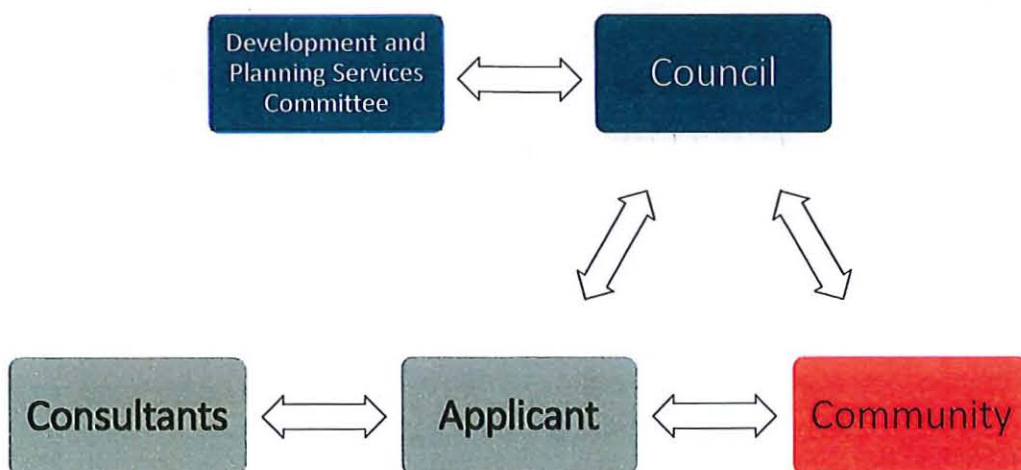 Development and
Planning Services
Committee
Council
Consultants
Applicant
Community